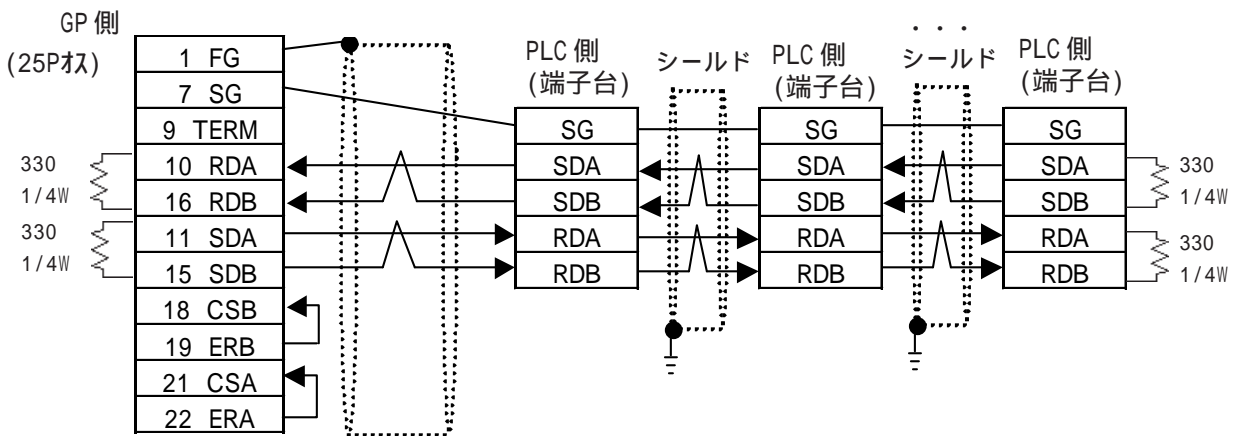 GP 側
(25Pオス)
1 FG
7 SG
9 TERM
10 RDA
16 RDB
11 SDA
15 SDB
18 CSB
19 ERB
21 CSA
22 ERA
330
1/4W
330
1/4W
PLC 側
(端子台)
SG
SDA
SDB
RDA
RDB
シールド
PLC 側
(端子台)
SG
SDA
SDB
RDA
RDB
・・・
シールド
PLC 側
(端子台)
SG
SDA
SDB
RDA
RDB
330
1/4W
330
1/4W